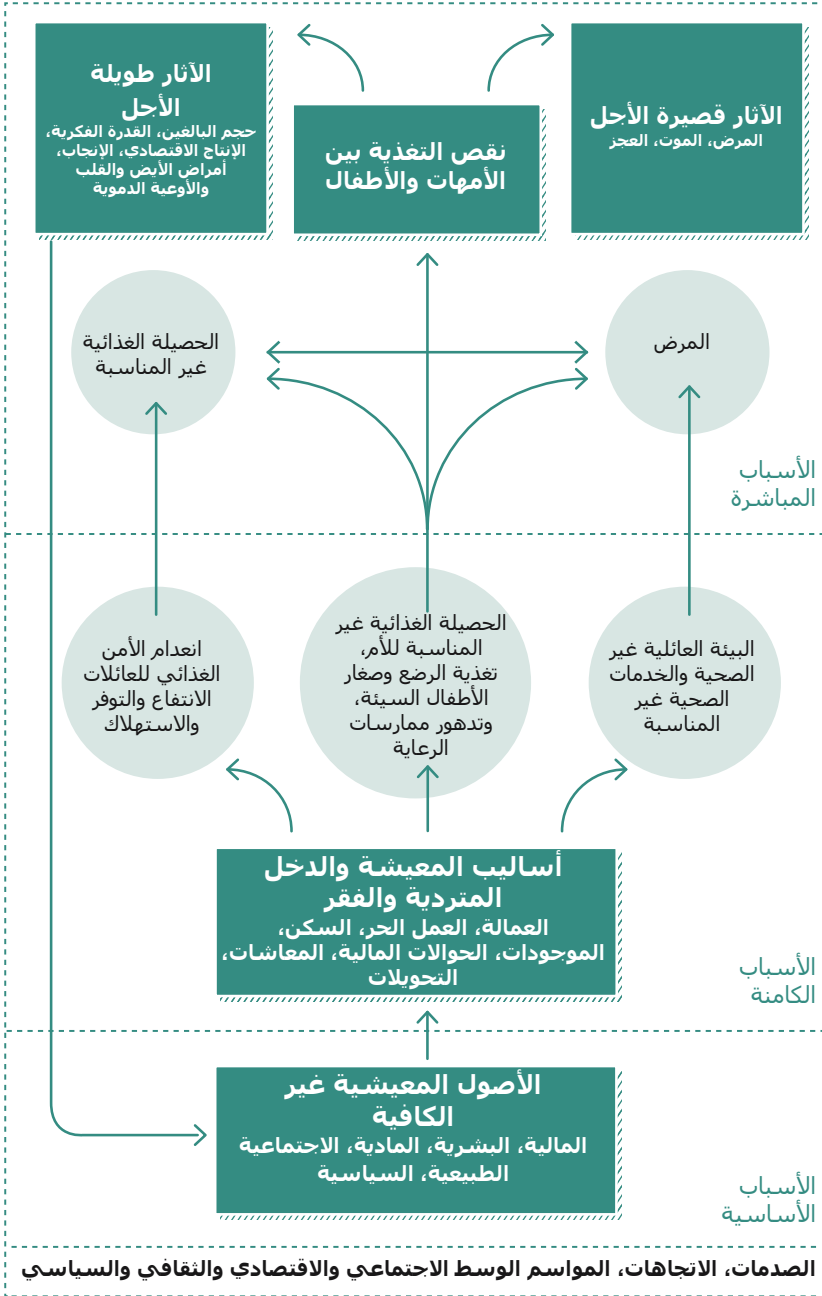 الآثار قصيرة الأجل
المرض، الموت، العجز
نقص التغذية بين
الأمهات والأطفال
الآثار طويلة
الأجل
حجم البالغين، القدرة الفكرية،
الإنتاج الاقتصادي، الإنجاب،
أمراض الأيض والقلب
والأوعية الدموية
المرض
الحصيلة الغذائية
غير المناسبة
الأسباب
المباشرة
البيئة العائلية غير
الصحية والخدمات
الصحية غير
المناسبة
الحصيلة الغذائية غير
المناسبة للأم،
تغذية الرضع وصغار
الأطفال السيئة،
وتدهور ممارسات
الرعاية
انعدام الأمن
الغذائي للعائلات
الانتفاع والتوفر
والاستهلاك
أساليب المعيشة والدخل
المتردية والفقر
العمالة، العمل الحر، السكن،
الموجودات، الحوالات المالية، المعاشات،
التحويلات
الأسباب
الكامنة
الأصول المعيشية غير
الكافية
المالية، البشرية، المادية، الاجتماعية
الطبيعية، السياسية
الأسباب
الأساسية
الصدمات، الاتجاهات، المواسم الوسط الاجتماعي والاقتصادي والثقافي والسياسي